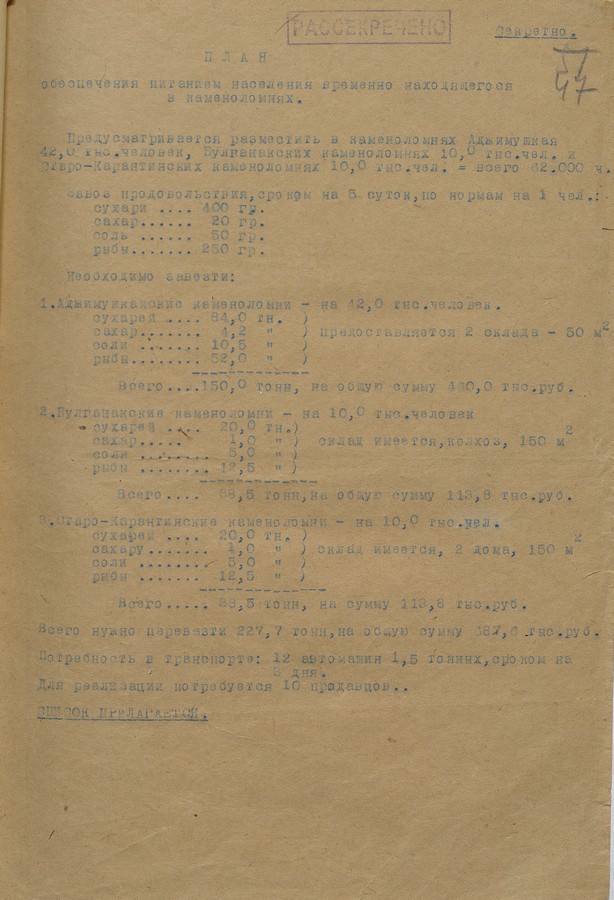 РАССЕКРЕЧЕНО
Секретно.
47
ПЛАН
обеспечения питанием населения временно находящегося
в каменоломнях.
Предусматривается разместить в каменоломнях Аджимушкая
42,0 тыс.человек, Булганакских каменоломнях 10,0 тыс.чел. и
Старо-Карантинских каменоломнях 10,0 тыс.чел. = всего 62.000 ч.
Завоз продовольствия,сроком на 5 суток,по нормам на 1 чел.:
сухари .... 400 гр.
сахар...... 20 гр.
соль ...... 50 гр.
рыбы....... 250 гр.
Необходимо завезти:
1.Аджимушкайские каменоломни - на 42,0 тыс.человек.
сухарей .... 84,0 тн. )
сахар....... 4,2 " ) предоставляется 2 склада - 50 м2
соли ...... 10,5 " )
рыбы........ 52,0 " )
Всего....150,0 тонн, на общую сумму 460,0 тыс.руб.
2.Булганакские каменоломни - на 10,0 тыс.человек
сухарей .... 20,0 тн.)
сахар..... 1,0 " ) склад имеется,колхоз, 150 м2
соли ........ 5,0 " )
рыбы ........ 12,5 " )
Всего.... 38,5 тонн,на общую сумму 113,8 тыс.руб.
3.Старо-Карантинские каменоломни - на 10,0 тыс.чел.
сухарей .... 20,0 тн. )
сахару...... 1,0 " ) склад имеется, 2 дома, 150 м2
соли ....... 5,0 " )
рыбы ....... 12,5 " )
Всего..... 38,5 тонн, на сумму 113,8 тыс.руб.
Всего нужно перевезти 227,7 тонн,на общую сумму 687,6 тыс.руб.
Потребность в транспорте: 12 автомашин 1,5 тонных,сроком на
3 дня.
Для реализации потребуется 10 продавцов..
СПИСОК ПРИЛАГАЕТСЯ.